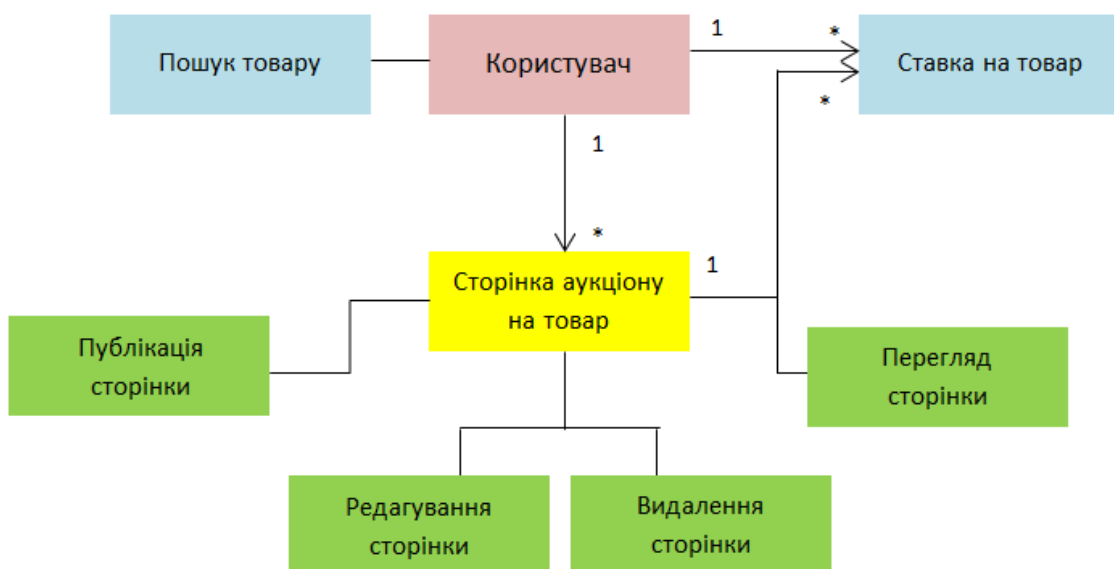 Пошук товару
Користувач
1
*
Ставка на товар
*
1
*
Сторінка аукціону
на товар
1
Публікація
сторінки
Перегляд
сторінки
Редагування
сторінки
Видалення
сторінки